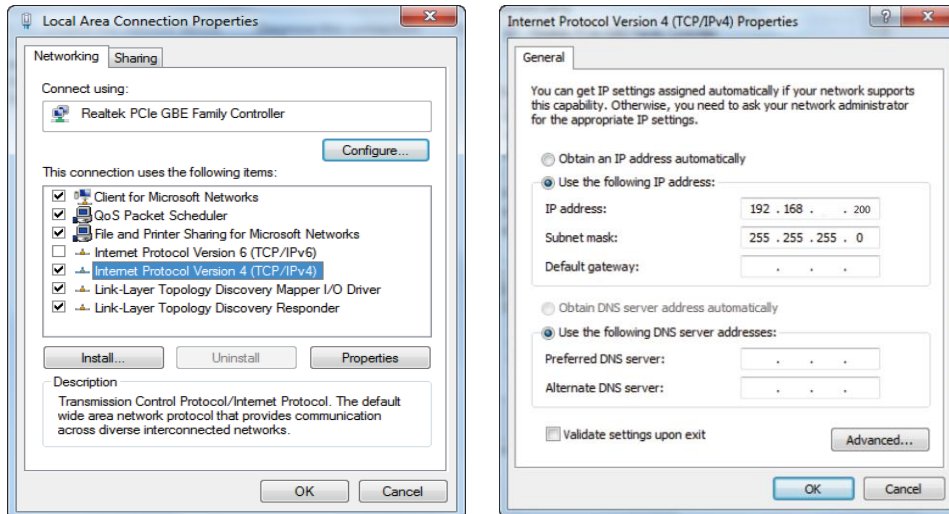 Local Area Connection Properties
Networking
Sharing
Connect using:
Realtek PCIe GBE Family Controller
Configure...
This connection uses the following items:
Client for Microsoft Networks
QoS Packet Scheduler
File and Printer Sharing for Microsoft Networks
Internet Protocol Version 6 (TCP/IPv6)
Internet Protocol Version 4 (TCP/IPv4)
Link-Layer Topology Discovery Mapper I/O Driver
Link-Layer Topology Discovery Responder
Install...
Uninstall
Properties
Description
Transmission Control Protocol/Internet Protocol. The default
wide area network protocol that provides communication
across diverse interconnected networks.
OK
Cancel
Internet Protocol Version 4 (TCP/IPv4) Properties
General
You can get IP settings assigned automatically if your network supports
this capability. Otherwise, you need to ask your network administrator
for the appropriate IP settings.
Obtain an IP address automatically
Use the following IP address:
IP address: 192 . 168 . . 200
Subnet mask: 255 . 255 . 255 . 0
Default gateway: . . .
Obtain DNS server address automatically
Use the following DNS server addresses:
Preferred DNS server: . . .
Alternate DNS server: . . .
Validate settings upon exit
Advanced...
OK
Cancel